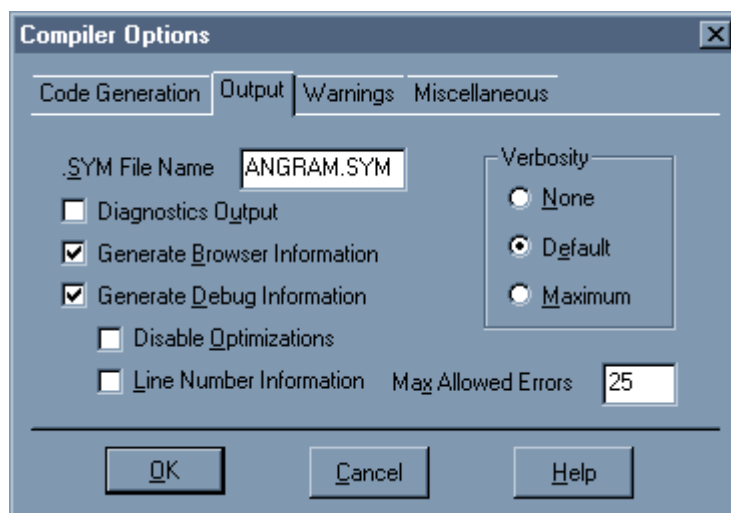 Compiler Options
Code Generation Output Warnings Miscellaneous
.SYM File Name ANGRAM.SYM
Diagnostics Output
Generate Browser Information
Generate Debug Information
Disable Optimizations
Line Number Information
Verbosity
None
Default
Maximum
Max Allowed Errors 25
OK Cancel Help